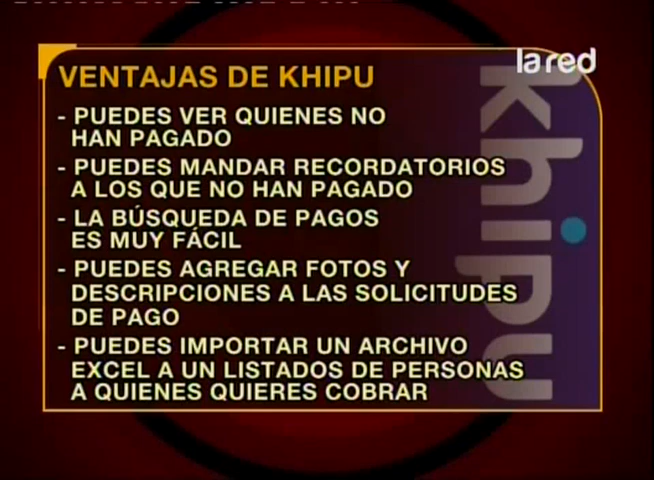 lared
VENTAJAS DE KHIPU
- PUEDES VER QUIENES NO
HAN PAGADO
- PUEDES MANDAR RECORDATORIOS
A LOS QUE NO HAN PAGADO
- LA BÚSQUEDA DE PAGOS
ES MUY FÁCIL
- PUEDES AGREGAR FOTOS Y
DESCRIPCIONES A LAS SOLICITUDES
DE PAGO
- PUEDES IMPORTAR UN ARCHIVO
EXCEL A UN LISTADOS DE PERSONAS
A QUIENES QUIERES COBRAR
khipu